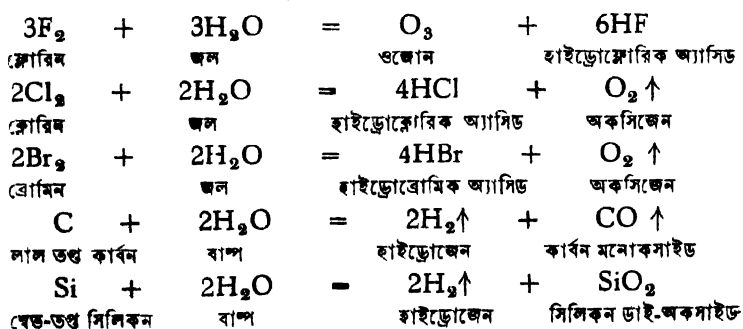 3F₂ + 3H₂O = O₃ + 6HF
ফ্লোরিন জল ওজোন হাইড্রোফ্লোরিক অ্যাসিড
2Cl₂ + 2H₂O = 4HCl + O₂↑
ক্লোরিন জল হাইড্রোক্লোরিক অ্যাসিড অকসিজেন
2Br₂ + 2H₂O = 4HBr + O₂ ↑
ব্রোমিন জল হাইড্রোব্রোমিক অ্যাসিড অকসিজেন
C + 2H₂O = 2H₂↑ + CO ↑
লাল তপ্ত কার্বন বাষ্প হাইড্রোজেন কার্বন মনোকসাইড
Si + 2H₂O = 2H₂↑ + SiO₂
শ্বেত-তপ্ত সিলিকন বাষ্প হাইড্রোজেন সিলিকন ডাই-অকসাইড